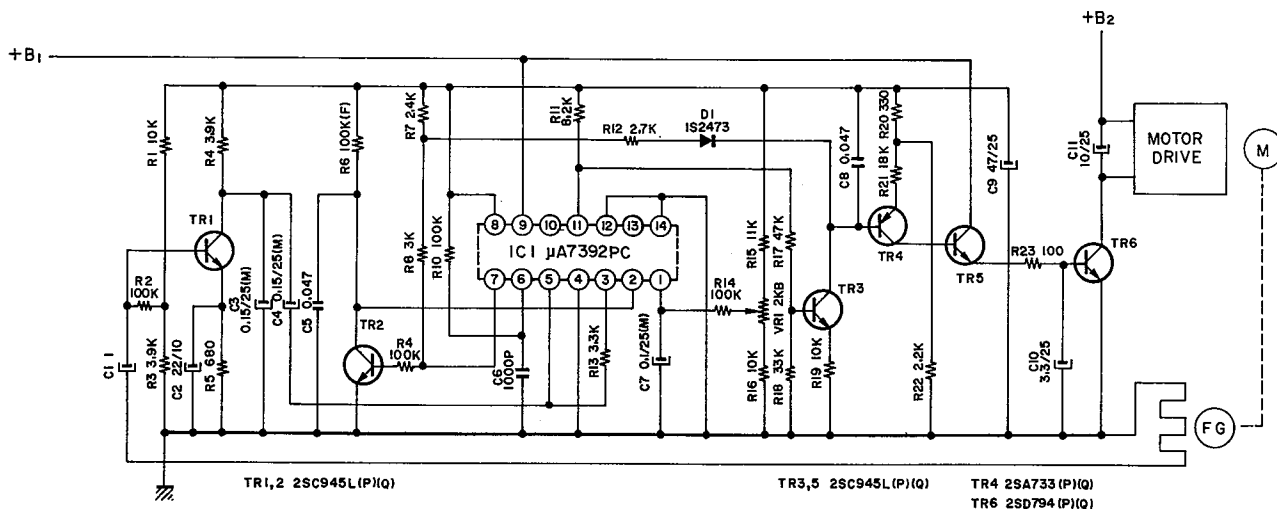 +B2
+B1
R1 10K
R4 3.9K
R6 100K(F)
R7 2.4K
R11 8.2K
R12 2.7K
D1
1S2473
C8 0.047
R20 330
R21 18K
C9 47/25
C11
10/25
MOTOR
DRIVE
M
TR1
R2
100K
R3 3.9K
C1 1
C2 22/10
R5 680
C3
0.15/25(M)
C4 0.15/25(M)
C5 0.047
TR2
R4
100K
R8 3K
R10 100K
8 9 10 11 12 13 14
IC1 μA7392PC
7 6 5 4 3 2 1
C6
1000P
R13 3.3K
C7 0.1/25(M)
R14
100K
R15 11K
VR1 2KB
R16 10K
R17 47K
R18 33K
TR3
R19 10K
TR4
TR5
R22 2.2K
R23 100
C10
3.3/25
TR6
FG
TR1,2 2SC945L(P)(Q)
TR3,5 2SC945L(P)(Q)
TR4 2SA733(P)(Q)
TR6 2SD794(P)(Q)